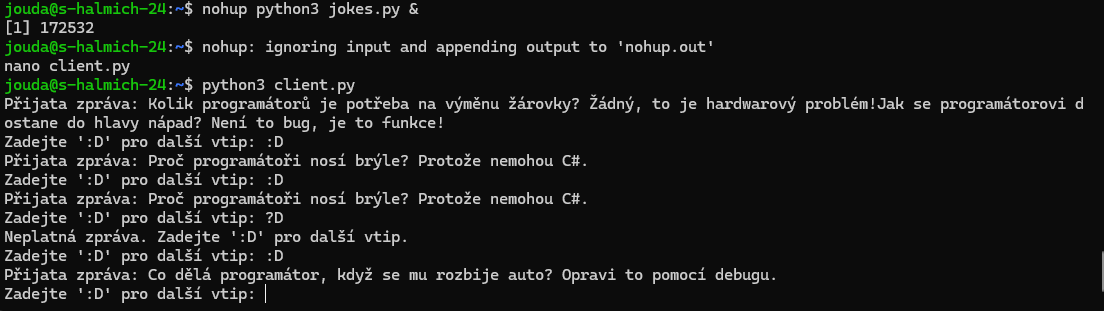 jouda@s-halmich-24:~$ nohup python3 jokes.py &
[1] 172532
jouda@s-halmich-24:~$ nohup: ignoring input and appending output to 'nohup.out'
nano client.py
jouda@s-halmich-24:~$ python3 client.py
Přijata zpráva: Kolik programátorů je potřeba na výměnu žárovky? Žádný, to je hardwarový problém!Jak se programátorovi d
ostane do hlavy nápad? Není to bug, je to funkce!
Zadejte ':D' pro další vtip: :D
Přijata zpráva: Proč programátoři nosí brýle? Protože nemohou C#.
Zadejte ':D' pro další vtip: :D
Přijata zpráva: Proč programátoři nosí brýle? Protože nemohou C#.
Zadejte ':D' pro další vtip: ?D
Neplatná zpráva. Zadejte ':D' pro další vtip.
Zadejte ':D' pro další vtip: :D
Přijata zpráva: Co dělá programátor, když se mu rozbije auto? Opravi to pomocí debugu.
Zadejte ':D' pro další vtip: